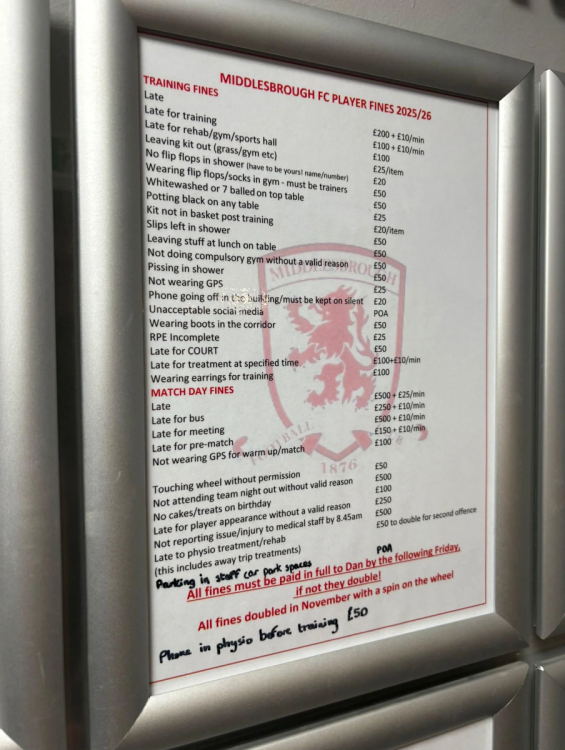 MIDDLESBROUGH FC PLAYER FINES 2025/26
TRAINING FINES
Late £200 + £10/min
Late for training £100 + £10/min
Late for rehab/gym/sports hall £100
Leaving kit out (grass/gym etc) £25/item
No flip flops in shower (have to be yours! name/number) £20
Wearing flip flops/socks in gym - must be trainers £50
Whitewashed or 7 balled on top table £50
Potting black on any table £25
Kit not in basket post training £20/item
Slips left in shower £50
Leaving stuff at lunch on table £50
Not doing compulsory gym without a valid reason £50
Pissing in shower £50
Not wearing GPS £25
Phone going off in the building/must be kept on silent £20
Unacceptable social media POA
Wearing boots in the corridor £50
RPE Incomplete £25
Late for COURT £50
Late for treatment at specified time £100+£10/min
Wearing earrings for training £100
MATCH DAY FINES
Late £500 + £25/min
Late for bus £250 + £10/min
Late for meeting £500 + £10/min
Late for pre-match £150 + £10/min
Not wearing GPS for warm up/match £100
Touching wheel without permission £50
Not attending team night out without valid reason £500
No cakes/treats on birthday £100
Late for player appearance without a valid reason £250
Not reporting issue/injury to medical staff by 8.45am £500
Late to physio treatment/rehab £50 to double for second offence
(this includes away trip treatments)
Parking in staff car park spaces POA
All fines must be paid in full to Dan by the following Friday,
if not they double!
All fines doubled in November with a spin on the wheel
Phone in physio before training £50
MIDDLESBROUGH
FOOTBALL
1876